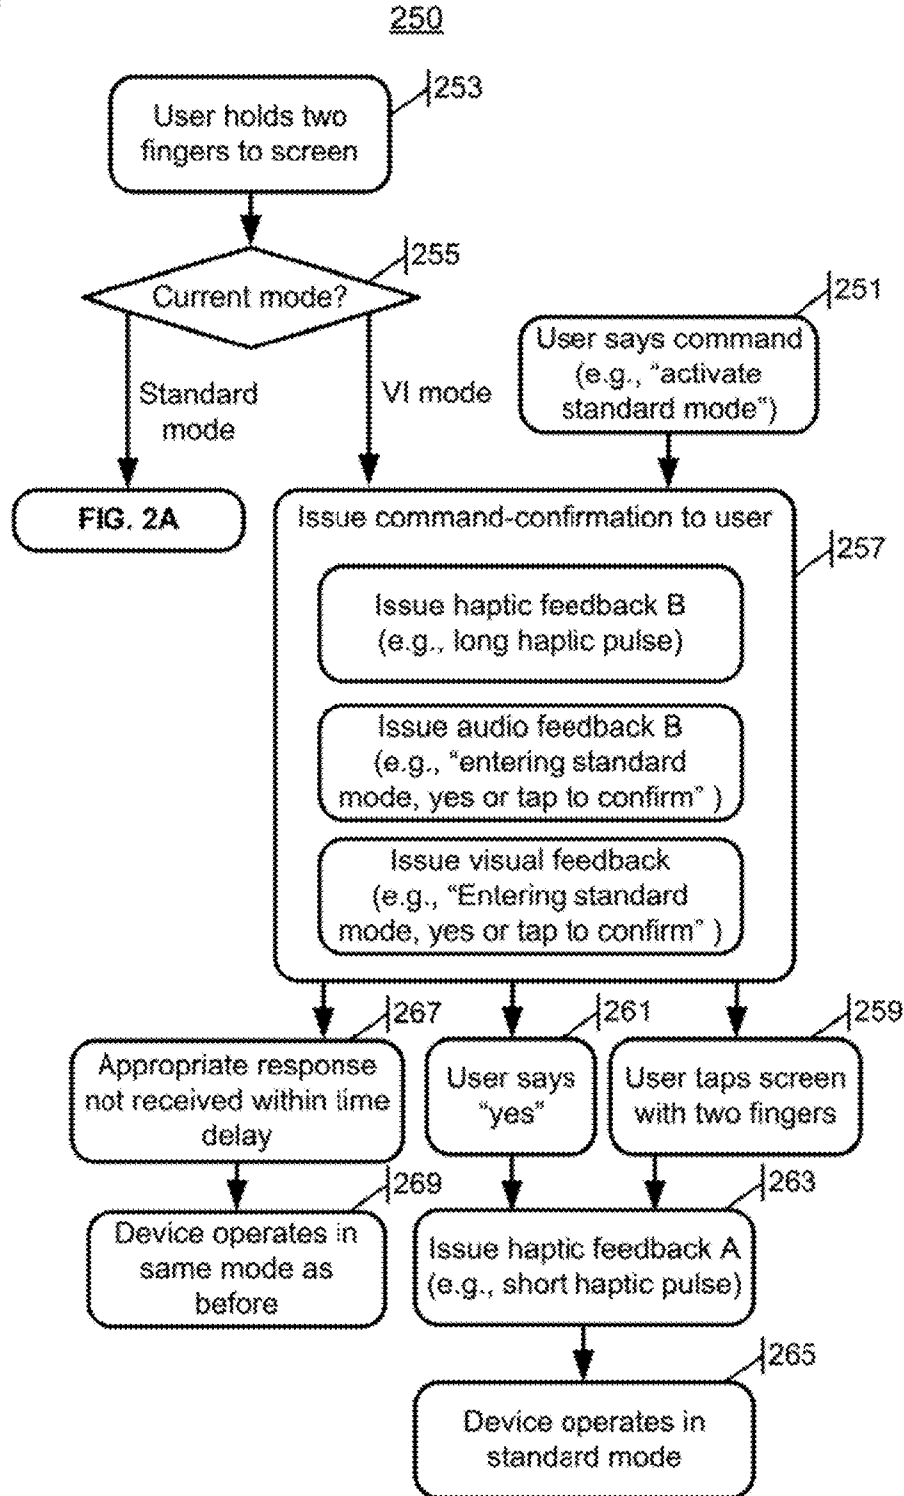 250
253
User holds two
fingers to screen
255
Current mode?
251
User says command
(e.g., “activate
standard mode”)
Standard
mode
VI mode
FIG. 2A
Issue command-confirmation to user
257
Issue haptic feedback B
(e.g., long haptic pulse)
Issue audio feedback B
(e.g., “entering standard
mode, yes or tap to confirm” )
Issue visual feedback
(e.g., “Entering standard
mode, yes or tap to confirm” )
267
261
259
Appropriate response
not received within time
delay
User says
“yes”
User taps screen
with two fingers
269
263
Device operates in
same mode as
before
Issue haptic feedback A
(e.g., short haptic pulse)
265
Device operates in
standard mode